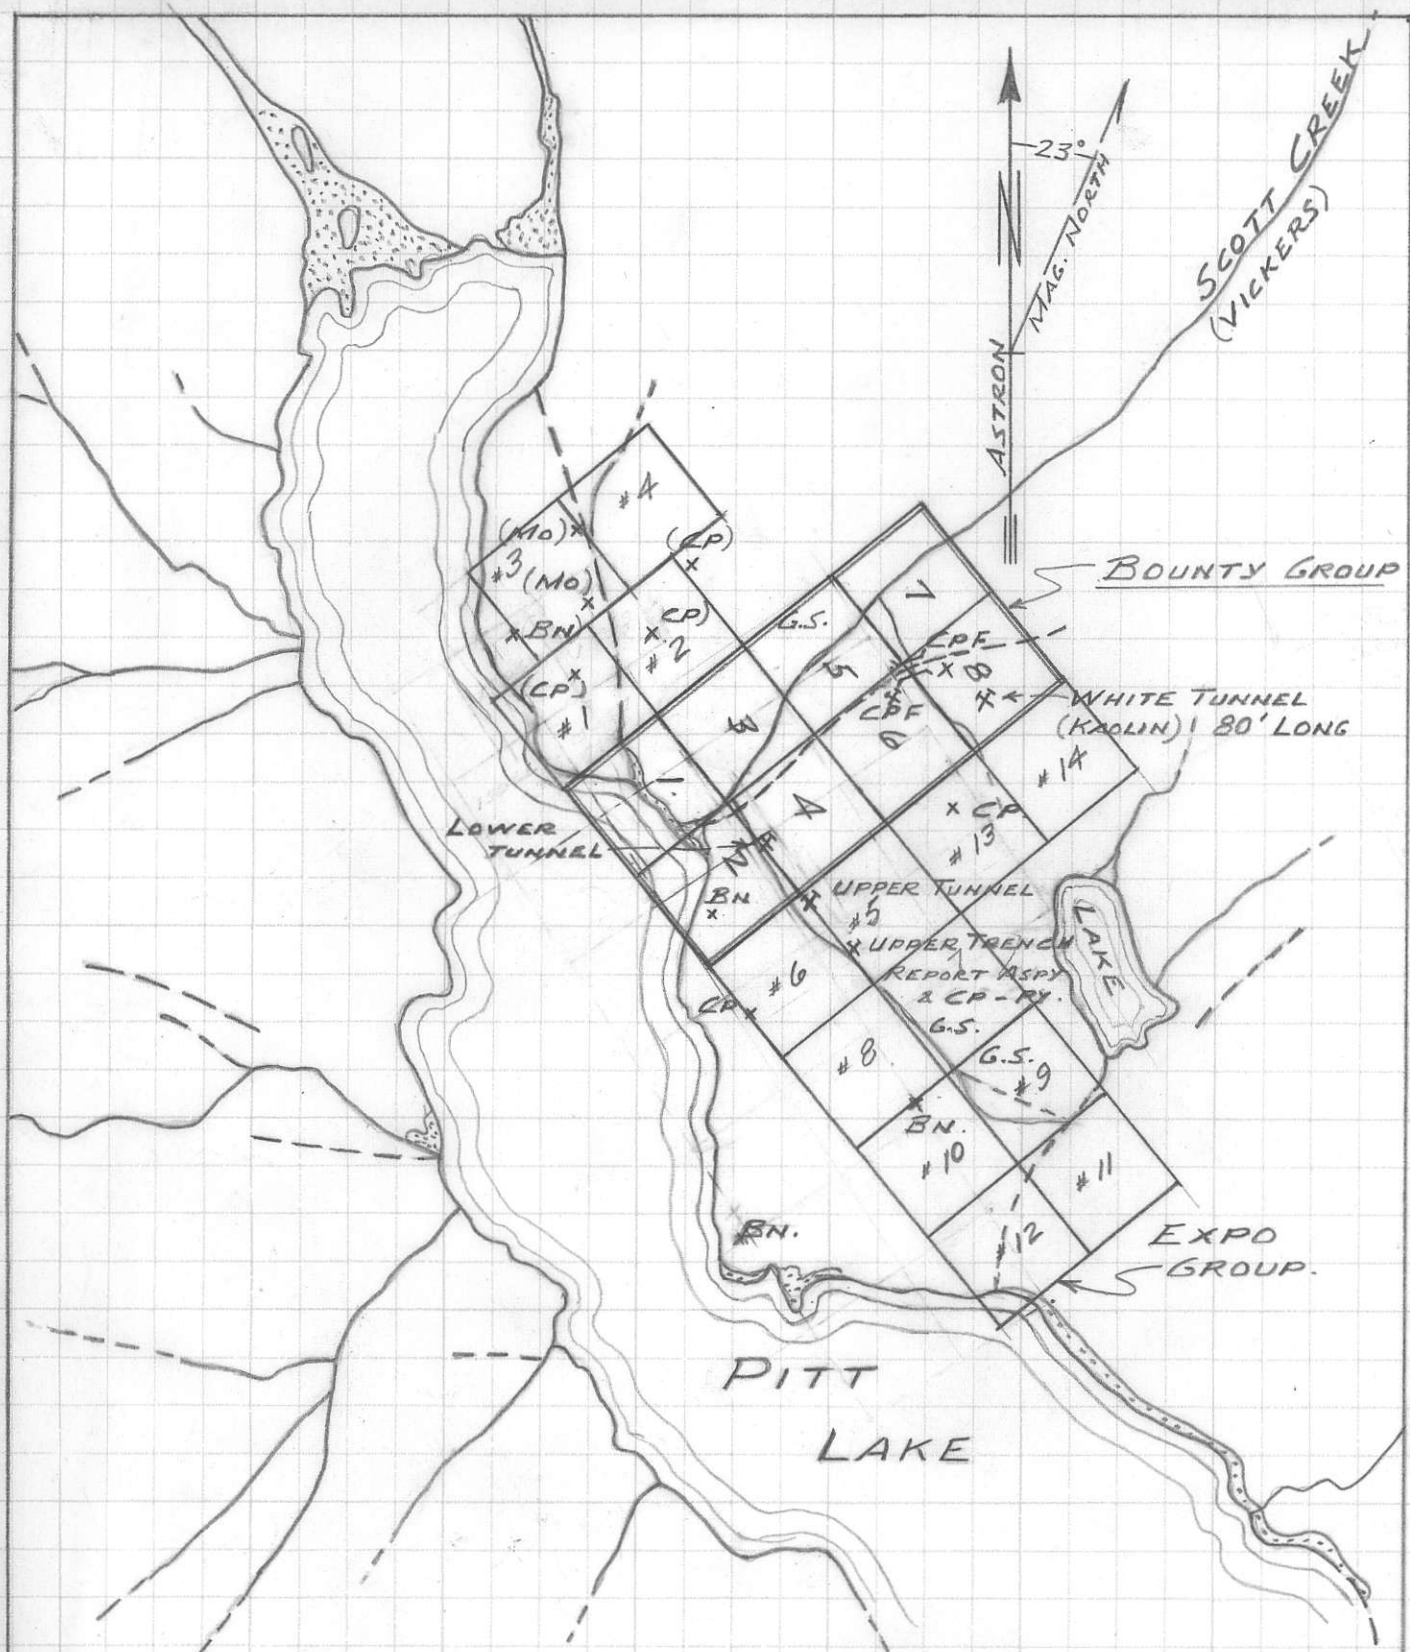 SCOTT CREEK
(VICKERS)
23°
MAG. NORTH
N
ASTRON
#4
(MO)
(CP)
#3
(MO)
BN
CP)
#2
(CP)
#1
G.S.
7
BOUNTY GROUP
5
CPF
8
CPF
6
WHITE TUNNEL
(KAOLIN) 80' LONG
3
#14
1
4
LOWER
TUNNEL
2
CP
#13
BN
UPPER TUNNEL
#5
UPPER TRENCH
REPORT ASPY
& CP-PY.
G.S.
LAKE
#6
CP
#8
G.S.
#9
BN.
#10
#11
#12
BN.
EXPO
GROUP.
PITT
LAKE